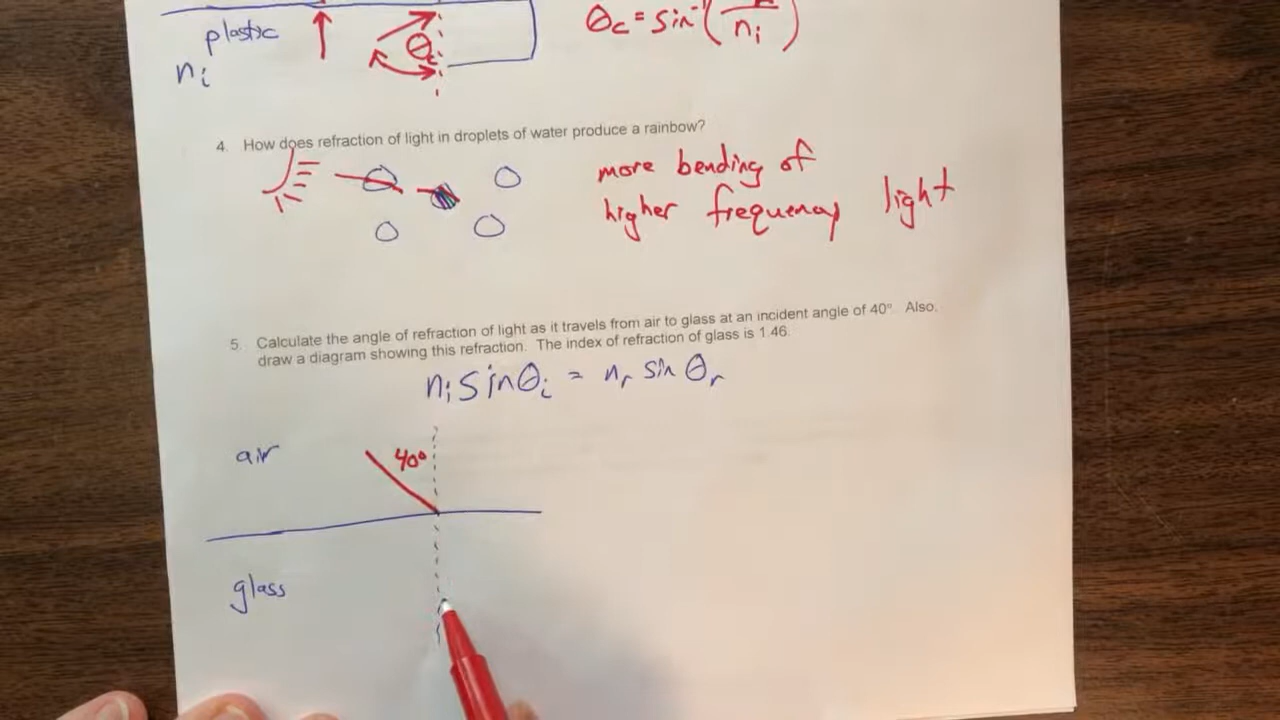 plastic
nᵢ
θc
θc = sin⁻¹( / nᵢ )
4. How does refraction of light in droplets of water produce a rainbow?
more bending of
higher frequency light
5. Calculate the angle of refraction of light as it travels from air to glass at an incident angle of 40° Also,
draw a diagram showing this refraction. The index of refraction of glass is 1.46.
nᵢ sinθᵢ = nᵣ sin θᵣ
air
40°
glass